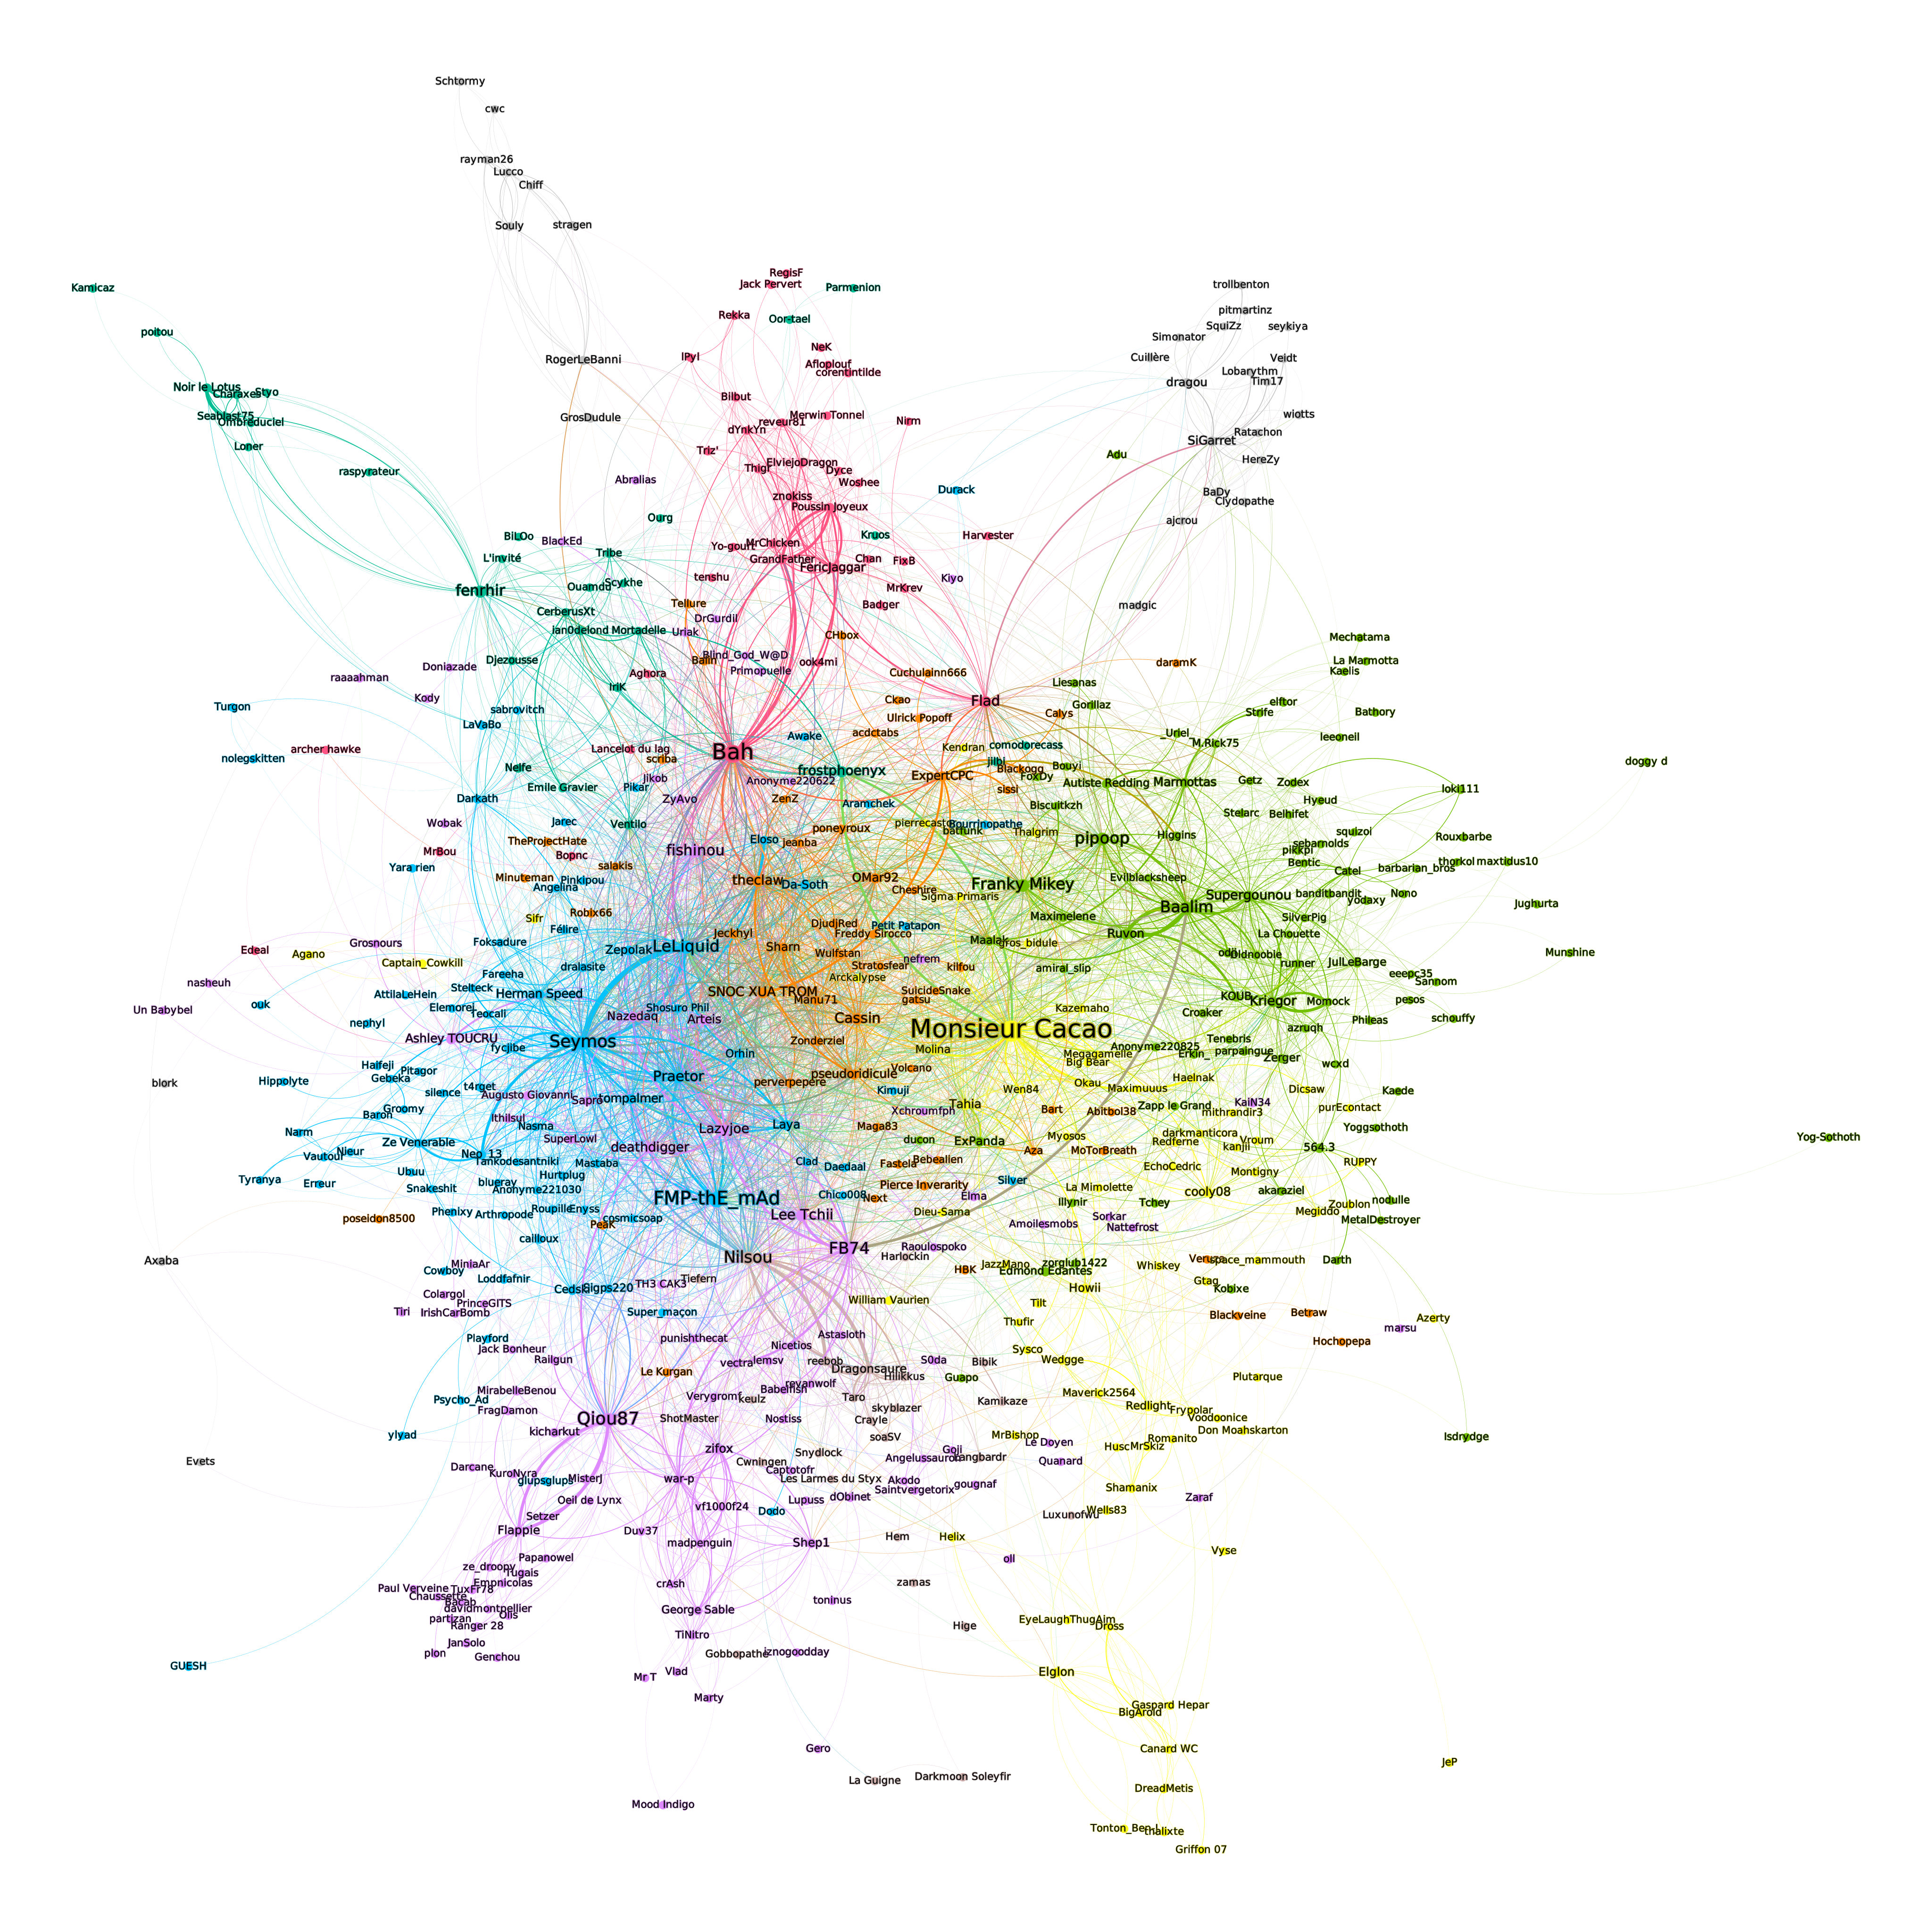 Schtormy
cwc
rayman26
Lucco
Chiff
Souly
stragen
RegisF
Jack Pervert
Parmenion
Kamicaz
trollbenton
pitmartinz
SquiZz
seykiya
Simonator
Rekka
Oor-tael
poitou
NeK
lPyl
Cuillère
Veidt
RogerLeBanni
Afloplouf
corentintilde
Lobarythm
Tim17
dragou
Noir le Lotus
Charaxes
Styo
Bilbut
Seablast75
Ombreduciel
GrosDudule
Merwin Tonnel
reveur81
Nirm
wiotts
dYnkYn
Ratachon
SiGarret
Loner
Triz'
Adu
HereZy
raspyrateur
Thigr
ElviejoDragon
Dyce
Abralias
Woshee
Durack
BaDy
Clydopathe
znokiss
Poussin Joyeux
Ourg
ajcrou
BiLOo
BlackEd
Kruos
Harvester
Yo-gourt
MrChicken
L'invité
Tribe
GrandFather
Chan
FixB
FericJaggar
tenshu
Kiyo
Scykhe
Ouamdu
fenrhir
MrKrev
Badger
Teilure
madgic
CerberusXt
DrGurdil
Ian0delond Mortadelle
Uriak
CHbox
Mechatama
Blind_God_W@D
Balin
ook4mi
Djezousse
daramK
La Marmotta
Doniazade
Primopuelle
Kaelis
raaaahman
Aghora
Cuchulainn666
Liesanas
IriK
Kody
Ckao
Flad
Gorillaz
elftor
Turgon
sabrovitch
Calys
Strife
Bathory
Ulrick Popoff
LaVaBo
acdctabs
_Uriel_
Awake
leeoneil
M.Rick75
archer hawke
Lancelot du lag
Bah
Kendran
comodorecass
nolegskitten
scriba
jilbi
doggy d
Nelfe
frostphoenyx
Blackogg
Bouyi
Jikob
Anonyme220622
ExpertCPC
FoxDy
Autiste Redding
Marmottas
Getz
Zodex
Emile Gravier
Pikar
sissi
loki111
Darkath
ZyAvo
ZenZ
Aramchek
Biscuitkzh
Hyeud
Stelarc
Belhifet
Wobak
Jarec
Ventilo
pierrecastor
Bourrinopathe
poneyroux
batfunk
Thalgrim
squizoi
TheProjectHate
Eloso
jeanba
pipoop
Higgins
Rouxbarbe
sebarnolds
MrBou
Bopnc
fishinou
pikkpi
Yara rien
salakis
Bentic
thorkol
maxtidus10
barbarian_bros
Minuteman
Pinkipou
theclaw
Da-Soth
OMar92
Evilblacksheep
Catel
Angelina
Franky Mikey
Cheshire
Sigma Primaris
Supergounou
banditbandit
Nono
yodaxy
Jughurta
Sifr
Robix66
Baalim
Maximelene
SilverPig
Félire
DjudjRed
Petit Patapon
Jeckhyl
Freddy Sirocco
Ruvon
La Chouette
Grosnours
Foksadure
LeLiquid
Sharn
Maalak
gros_bidule
Edeal
Agano
Zepolak
Wulfstan
odji
Didnoobie
Munshine
Captain_Cowkill
dralasite
Stratosfear
nefrem
kilfou
amiral_slip
runner
JulLeBarge
Fareeha
Arckalypse
eeepc35
nasheuh
Stelteck
SNOC XUA TROM
SuicideSnake
Sannom
AttilaLeHein
Herman Speed
Manu71
gatsu
KOUB
Kriegor
Momock
pesos
Un Babybel
ouk
Elemorej
Shosuro Phil
Kazemaho
Teocali
Nazedaq
Arteis
Cassin
Croaker
nephyl
Monsieur Cacao
Phileas
schouffy
azruqh
Ashley TOUCRU
Seymos
Zonderziel
Tenebris
fycjibe
Molina
Anonyme220825
parpaingue
Orhin
Megagamelle
Erkin_
Zerger
Big Bear
wcxd
Halfeji
Pitagor
Volcano
Gebeka
Praetor
pseudoridicule
Haelnak
blork
Hippolyte
perverpepere
Okau
t4rget
Wen84
Maximuuus
Dicsaw
silence
Kimuji
Kaede
Augusto Giovanni
Sapro
tompalmer
KaiN34
Groomy
Tahia
Zapp le Grand
purEcontact
Baron
Xchroumfph
Bart
Abitbol38
mithrandir3
Ithilsul
Nasma
Laya
Maga83
Yoggsothoth
Narm
Lazyjoe
darkmanticora
Yog-Sothoth
SuperLowl
ducon
ExPanda
Myosos
Redferne
Vroum
Ze Venerable
deathdigger
kanjii
564.3
Nieur
Nep_13
Aza
MoTorBreath
Vautour
Tankodesantniki
Mastaba
Clad
Daedaal
Fastela
Bebealien
EchoCedric
RUPPY
Tyranya
Ubuu
Hurtplug
Montigny
Erreur
blueray
Silver
Snakeshit
Anonyme221030
FMP-thE_mAd
Chico008
Next
Pierce Inverarity
La Mimolette
cooly08
akaraziel
Elma
Illynir
Tchey
nodulle
Phenixy
Arthropode
Roupille
Enyss
Lee Tchii
Dieu-Sama
Zoublon
Megiddo
poseidon8500
cosmicsoap
Sorkar
MetalDestroyer
PeaK
Amoilesmobs
Nattefrost
cailloux
Nilsou
FB74
Raoulospoko
Harlockin
Veruza
space_mammouth
Darth
Axaba
MiniaAr
JazzMano
zorglub1422
Whiskey
Cowboy
HBK
Edmond Edantes
Loddfafnir
Tiefern
Gtag
TH3 CAK3
Cedski
Sigps220
Howii
Kobixe
Colargol
PrinceGITS
William Vaurien
Tilt
Tiri
IrishCarBomb
Super_maçon
Betraw
Blackveine
Azerty
Thufir
marsu
Playford
punishthecat
Astasloth
Hochopepa
Jack Bonheur
Nicetios
Sysco
Railgun
vectra
lemsv
reebob
S0da
Bibik
Wedgge
Le Kurgan
Dragonsaure
Hilikkus
Guapo
Plutarque
MirabelleBenou
revanwolf
Babelfish
Maverick2564
Psycho_Ad
Verygromf
keulz
Taro
Kamikaze
Redlight
FragDamon
skyblazer
Frypolar
Qiou87
ShotMaster
Nostiss
Crayle
Voodoonice
kicharkut
Don Moahskarton
ylyad
soaSV
MrBishop
Romanito
Isdrydge
zifox
Snydlock
Goji
Le Doyen
Husc
MrSkiz
Evets
Cwningen
Angelussauron
Quanard
Darcane
KuroNyra
Captotofr
glupsglups
MisterJ
war-p
Les Larmes du Styx
Akodo
gougnaf
Saintvergetorix
Shamanix
Oeil de Lynx
Lupuss
dObinet
Zaraf
vf1000f24
Dodo
Wells83
Setzer
Luxunofwu
Flappie
Duv37
Hem
Helix
madpenguin
Shep1
Vyse
Papanowel
oll
ze_droopy
Tugais
Empnicolas
crAsh
zamas
Paul Verveine
TuxFr78
Chaussette
Bacab
toninus
davidmontpellier
George Sable
Olis
partizan
EyeLaughThugAim
Ranger 28
Hige
Dross
TiNitro
JanSolo
plon
Genchou
Gobbopathe
iznogoodday
GUESH
Vlad
Mr T
Elglon
Marty
Gaspard Hepar
BigArold
Gero
Canard WC
JeP
La Guigne
Darkmoon Soleyfir
DreadMetis
Mood Indigo
thalixte
Griffon 07